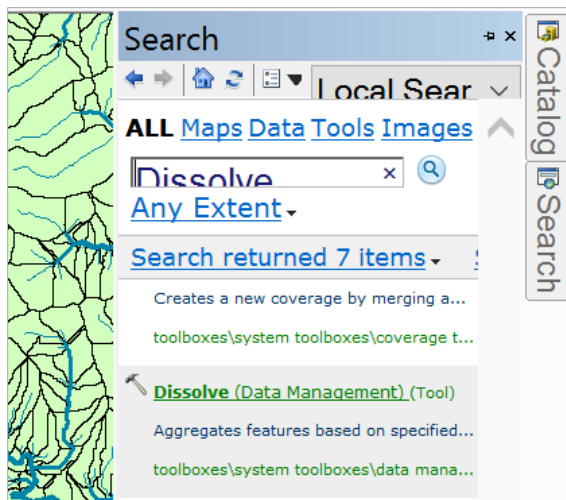 Search
Local Sear
ALL Maps Data Tools Images
Dissolve
Any Extent
Search returned 7 items
Creates a new coverage by merging a...
toolboxes\system toolboxes\coverage t...
Dissolve (Data Management) (Tool)
Aggregates features based on specified...
toolboxes\system toolboxes\data mana...
Catalog
Search